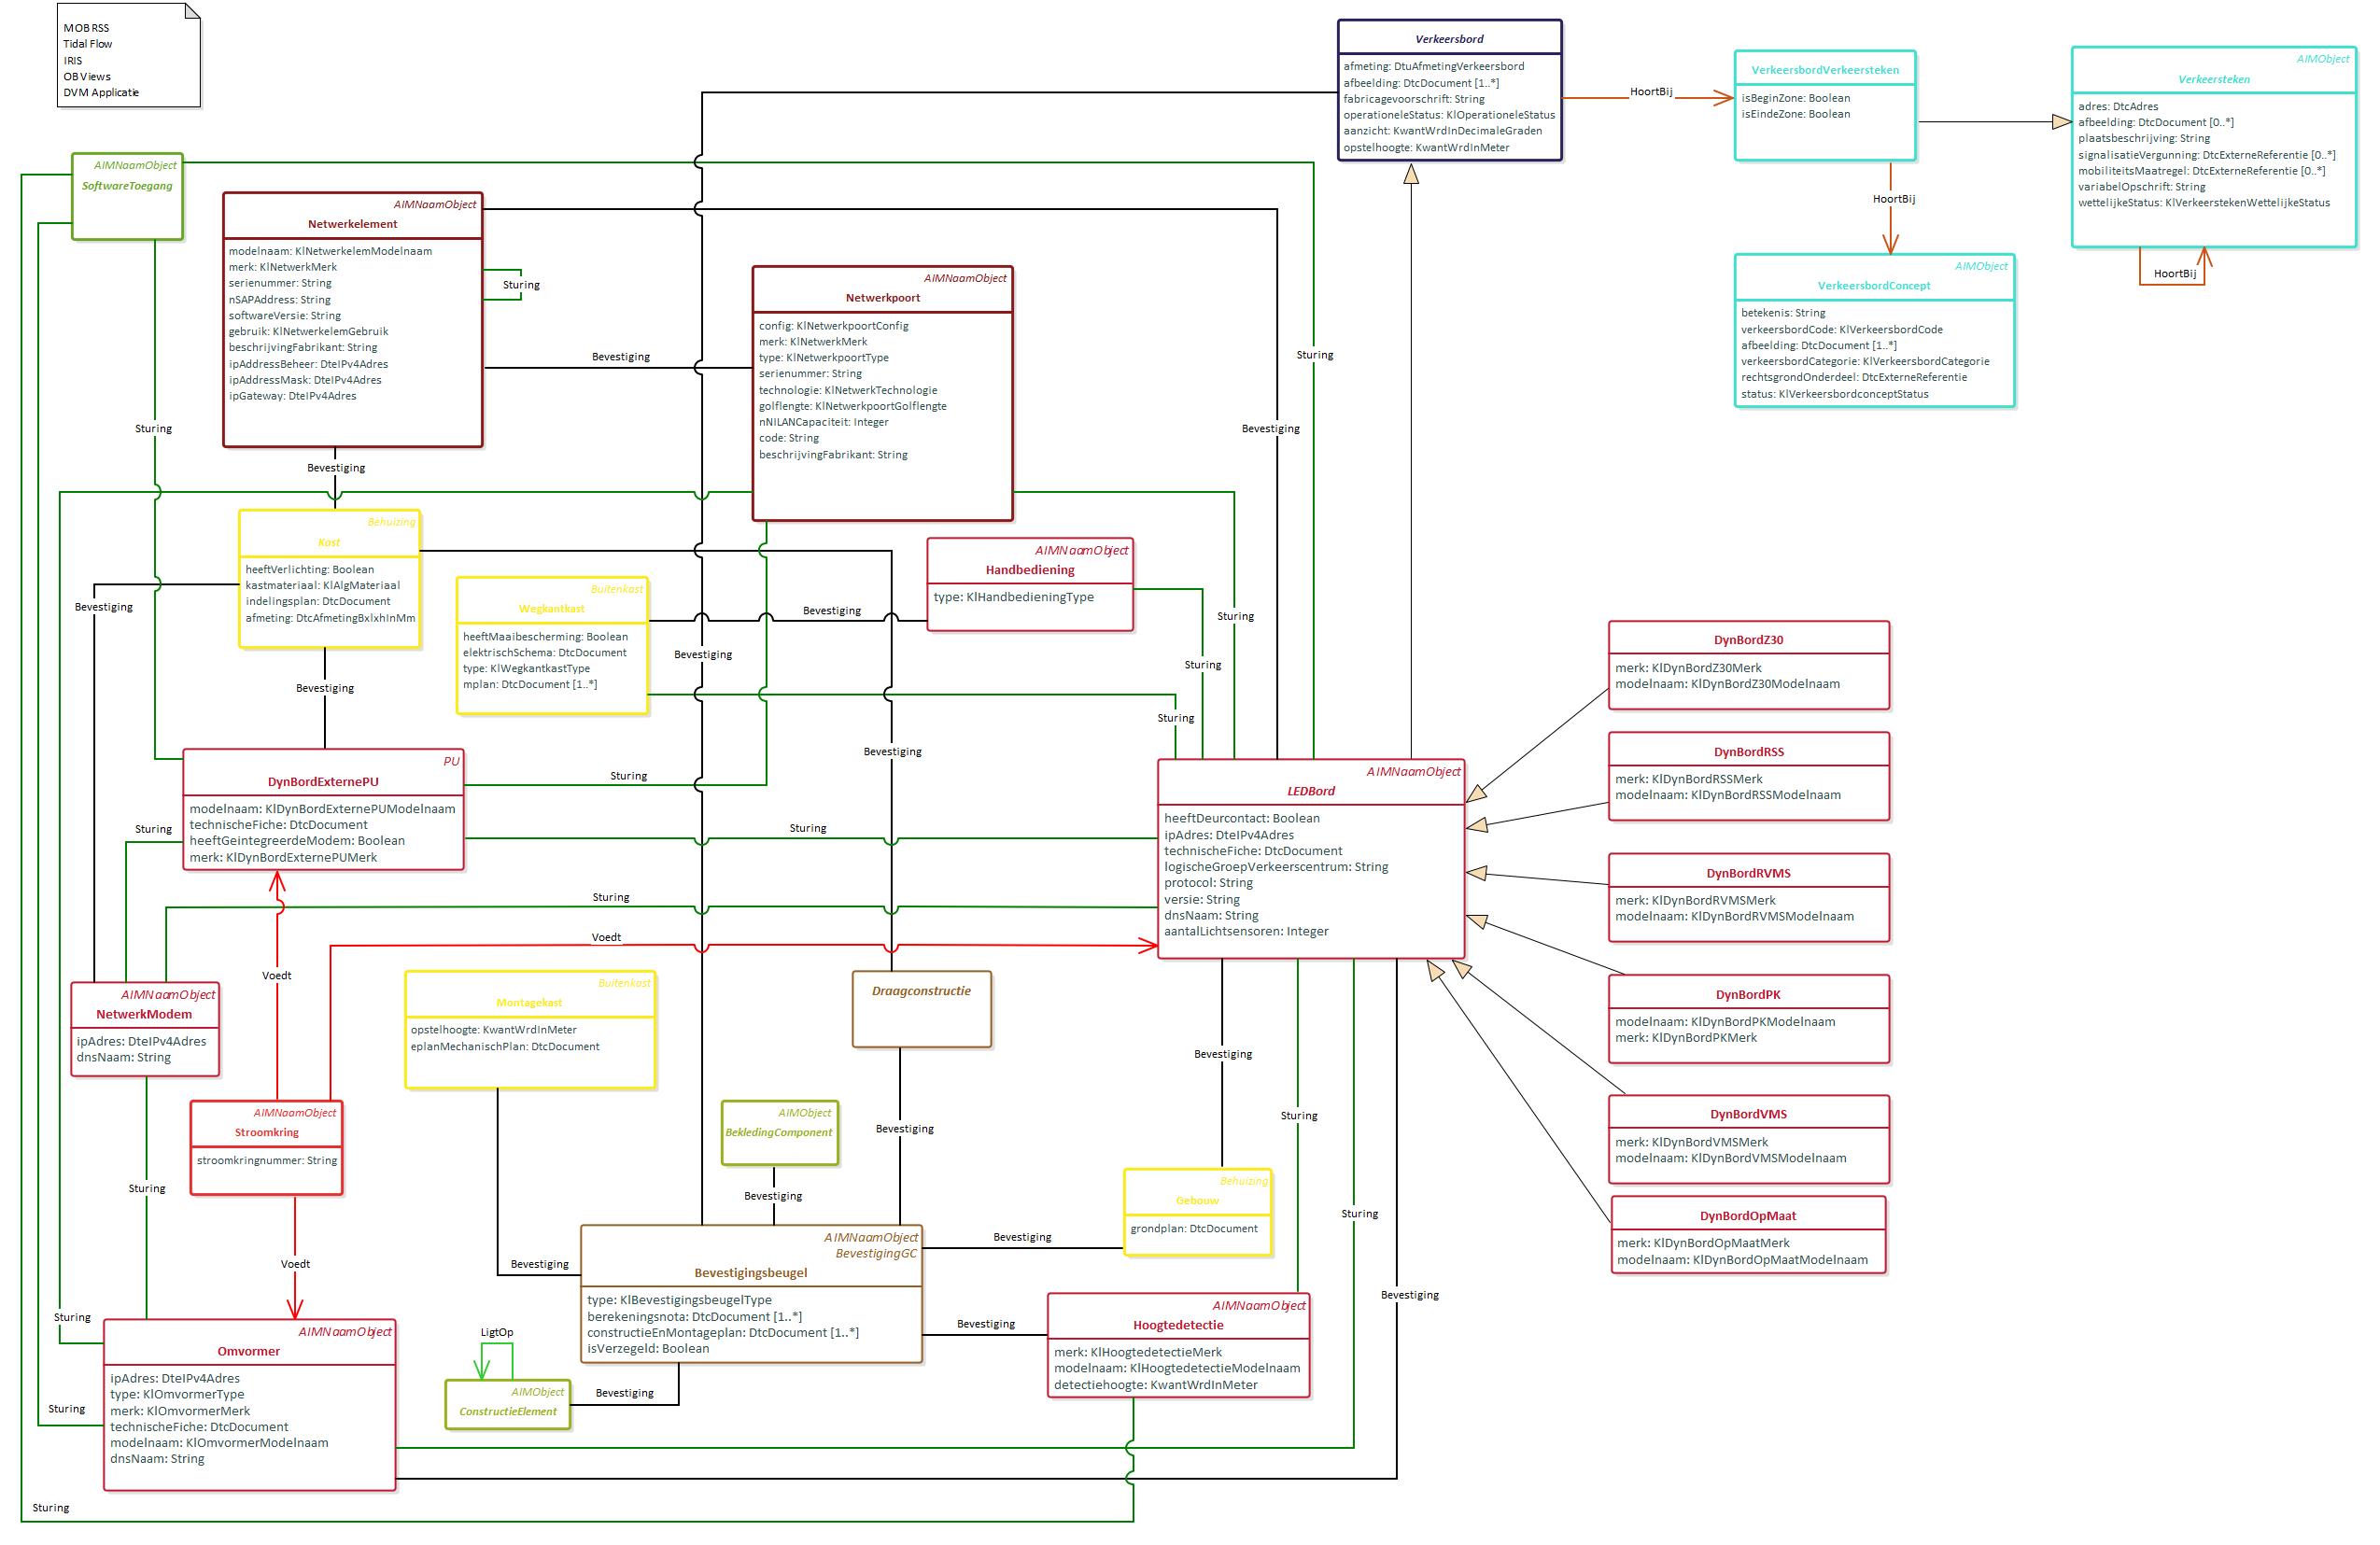 MOBRSS
Tidal Flow
IRIS
OBViews
DVM Applicatie
Verkeersbord
afmeting: DtuAfmetingVerkeersbord
afbeelding: DtcDocument [1..*]
fabricagevoorschrift: String
operationeleStatus: KlOperationeleStatus
aanzicht: KwantWrdInDecimaleGraden
opstelhoogte: KwantWrdInMeter
HoortBij
VerkeersbordVerkeersteken
isBeginZone: Boolean
isEindeZone: Boolean
AIMObject
Verkeersteken
adres: DtcAdres
afbeelding: DtcDocument [0..*]
plaatsbeschrijving: String
signalisatieVergunning: DtcExterneReferentie [0..*]
mobiliteitsMaatregel: DtcExterneReferentie [0..*]
variabelOpschrift: String
wettelijkeStatus: KlVerkeerstekenWettelijkeStatus
HoortBij
HoortBij
AIMObject
VerkeersbordConcept
betekenis: String
verkeersbordCode: KlVerkeersbordCode
afbeelding: DtcDocument [1..*]
verkeersbordCategorie: KlVerkeersbordCategorie
rechtsgrondOnderdeel: DtcExterneReferentie
status: KlVerkeersbordconceptStatus
AIMNaamObject
SoftwareToegang
AIMNaamObject
Netwerkelement
modelnaam: KlNetwerkelemModelnaam
merk: KlNetwerkMerk
serienummer: String
nSAPAddress: String
softwareVersie: String
gebruik: KlNetwerkelemGebruik
beschrijvingFabrikant: String
ipAddressBeheer: DteIPv4Adres
ipAddressMask: DteIPv4Adres
ipGateway: DteIPv4Adres
Sturing
AIMNaamObject
Netwerkpoort
config: KlNetwerkpoortConfig
merk: KlNetwerkMerk
type: KlNetwerkpoortType
serienummer: String
technologie: KlNetwerkTechnologie
golflengte: KlNetwerkpoortGolflengte
nNILANCapaciteit: Integer
code: String
beschrijvingFabrikant: String
Bevestiging
Sturing
Bevestiging
Sturing
Bevestiging
Behuizing
Kast
heeftVerlichting: Boolean
kastmateriaal: KlAlgMateriaal
indelingsplan: DtcDocument
afmeting: DtcAfmetingBxlxhInMm
Bevestiging
Buitenkast
Wegkantkast
heeftMaaibescherming: Boolean
elektrischSchema: DtcDocument
type: KlWegkantkastType
mplan: DtcDocument [1..*]
Bevestiging
AIMNaamObject
Handbediening
type: KlHandbedieningType
Sturing
Sturing
Sturing
Bevestiging
Bevestiging
Bevestiging
PU
DynBordExternePU
modelnaam: KlDynBordExternePUModelnaam
technischeFiche: DtcDocument
heeftGeintegreerdeModem: Boolean
merk: KlDynBordExternePUMerk
Sturing
Sturing
Sturing
Sturing
Voedt
Voedt
AIMNaamObject
LEDBord
heeftDeurcontact: Boolean
ipAdres: DteIPv4Adres
technischeFiche: DtcDocument
logischeGroepVerkeerscentrum: String
protocol: String
versie: String
dnsNaam: String
aantalLichtsensoren: Integer
DynBordZ30
merk: KlDynBordZ30Merk
modelnaam: KlDynBordZ30Modelnaam
DynBordRSS
merk: KlDynBordRSSMerk
modelnaam: KlDynBordRSSModelnaam
DynBordRVMS
merk: KlDynBordRVMSMerk
modelnaam: KlDynBordRVMSModelnaam
DynBordPK
modelnaam: KlDynBordPKModelnaam
merk: KlDynBordPKMerk
DynBordVMS
merk: KlDynBordVMSMerk
modelnaam: KlDynBordVMSModelnaam
DynBordOpMaat
merk: KlDynBordOpMaatMerk
modelnaam: KlDynBordOpMaatModelnaam
AIMNaamObject
NetwerkModem
ipAdres: DteIPv4Adres
dnsNaam: String
Buitenkast
Montagekast
opstelhoogte: KwantWrdInMeter
eplanMechanischPlan: DtcDocument
Draagconstructie
Bevestiging
AIMNaamObject
Stroomkring
stroomkringnummer: String
AIMObject
BekledingComponent
Bevestiging
Bevestiging
Sturing
Sturing
Behuizing
Gebouw
grondplan: DtcDocument
Sturing
Voedt
Bevestiging
Bevestiging
AIMNaamObject
BevestigingGC
Bevestigingsbeugel
type: KlBevestigingsbeugelType
berekeningsnota: DtcDocument [1..*]
constructieEnMontageplan: DtcDocument [1..*]
isVerzegeld: Boolean
Bevestiging
Bevestiging
AIMNaamObject
Hoogtedetectie
merk: KlHoogtedetectieMerk
modelnaam: KlHoogtedetectieModelnaam
detectiehoogte: KwantWrdInMeter
Sturing
LigtOp
AIMObject
ConstructieElement
Bevestiging
AIMNaamObject
Omvormer
ipAdres: DteIPv4Adres
type: KlOmvormerType
merk: KlOmvormerMerk
technischeFiche: DtcDocument
modelnaam: KlOmvormerModelnaam
dnsNaam: String
Sturing
Sturing